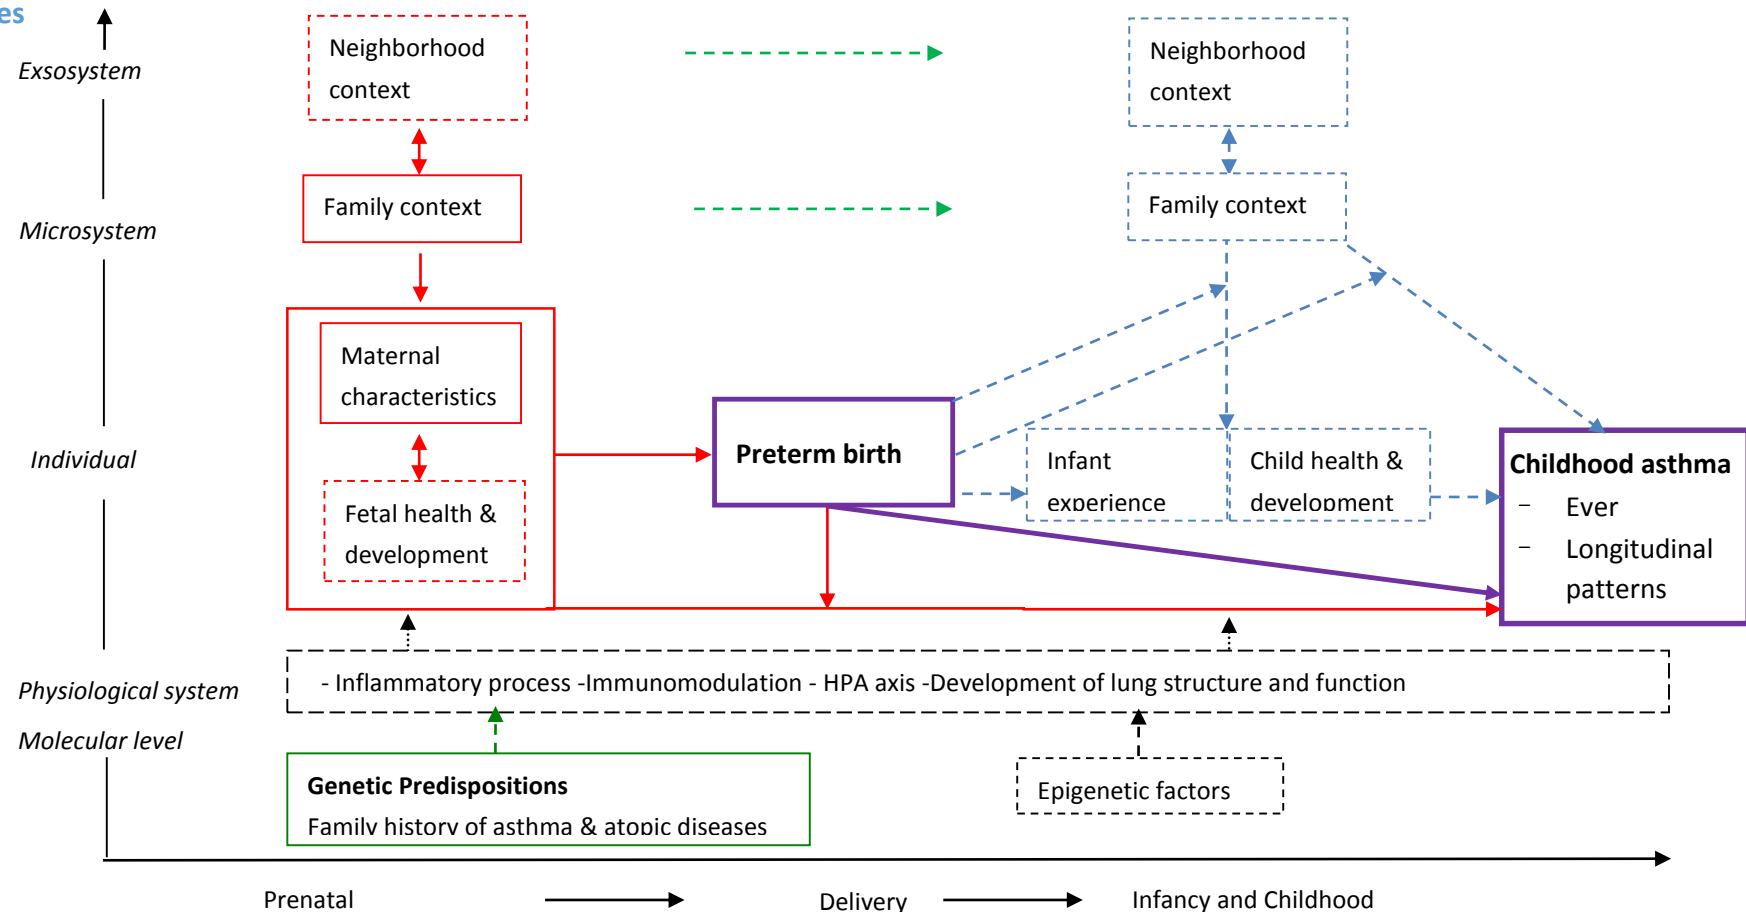 es
Exsosystem
Neighborhood
context
Neighborhood
context
Microsystem
Family context
Family context
Individual
Maternal
characteristics
Fetal health &
development
Preterm birth
Infant
experience
Child health &
development
Childhood asthma
– Ever
– Longitudinal
patterns
Physiological system
- Inflammatory process -Immunomodulation - HPA axis -Development of lung structure and function
Molecular level
Genetic Predispositions
Family history of asthma & atopic diseases
Epigenetic factors
Prenatal
Delivery
Infancy and Childhood